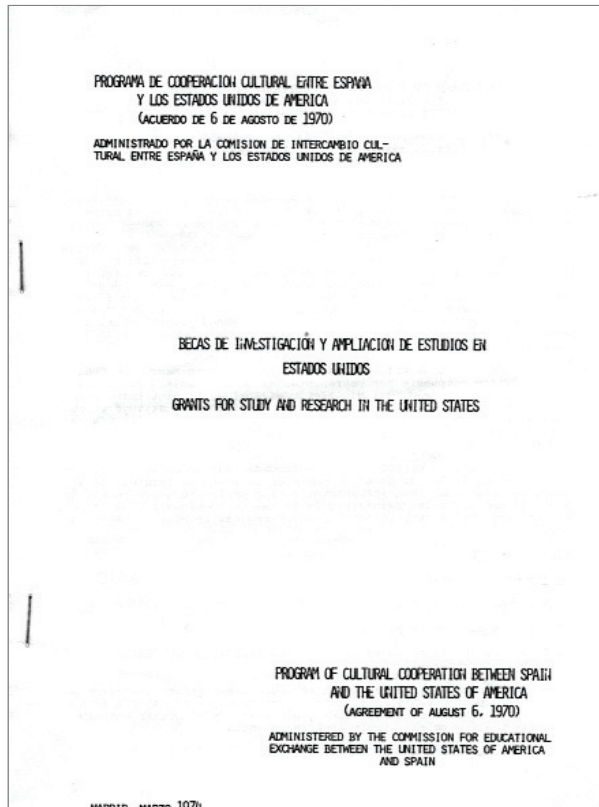 PROGRAMA DE COOPERACION CULTURAL ENTRE ESPAÑA
Y LOS ESTADOS UNIDOS DE AMERICA
(ACUERDO DE 6 DE AGOSTO DE 1970)
ADMINISTRADO POR LA COMISION DE INTERCAMBIO CUL-
TURAL ENTRE ESPAÑA Y LOS ESTADOS UNIDOS DE AMERICA
BECAS DE INVESTIGACIÓN Y AMPLIACION DE ESTUDIOS EN
ESTADOS UNIDOS
GRANTS FOR STUDY AND RESEARCH IN THE UNITED STATES
PROGRAM OF CULTURAL COOPERATION BETWEEN SPAIN
AND THE UNITED STATES OF AMERICA
(AGREEMENT OF AUGUST 6, 1970)
ADMINISTERED BY THE COMMISSION FOR EDUCATIONAL
EXCHANGE BETWEEN THE UNITED STATES OF AMERICA
AND SPAIN
MADRID, MARZO 1974